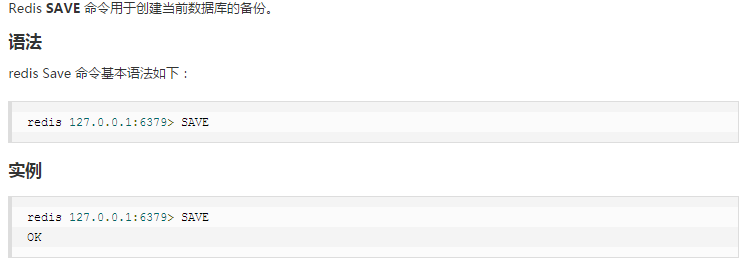 Redis SAVE 命令用于创建当前数据库的备份。
语法
redis Save 命令基本语法如下：
redis 127.0.0.1:6379> SAVE
实例
redis 127.0.0.1:6379> SAVE
OK